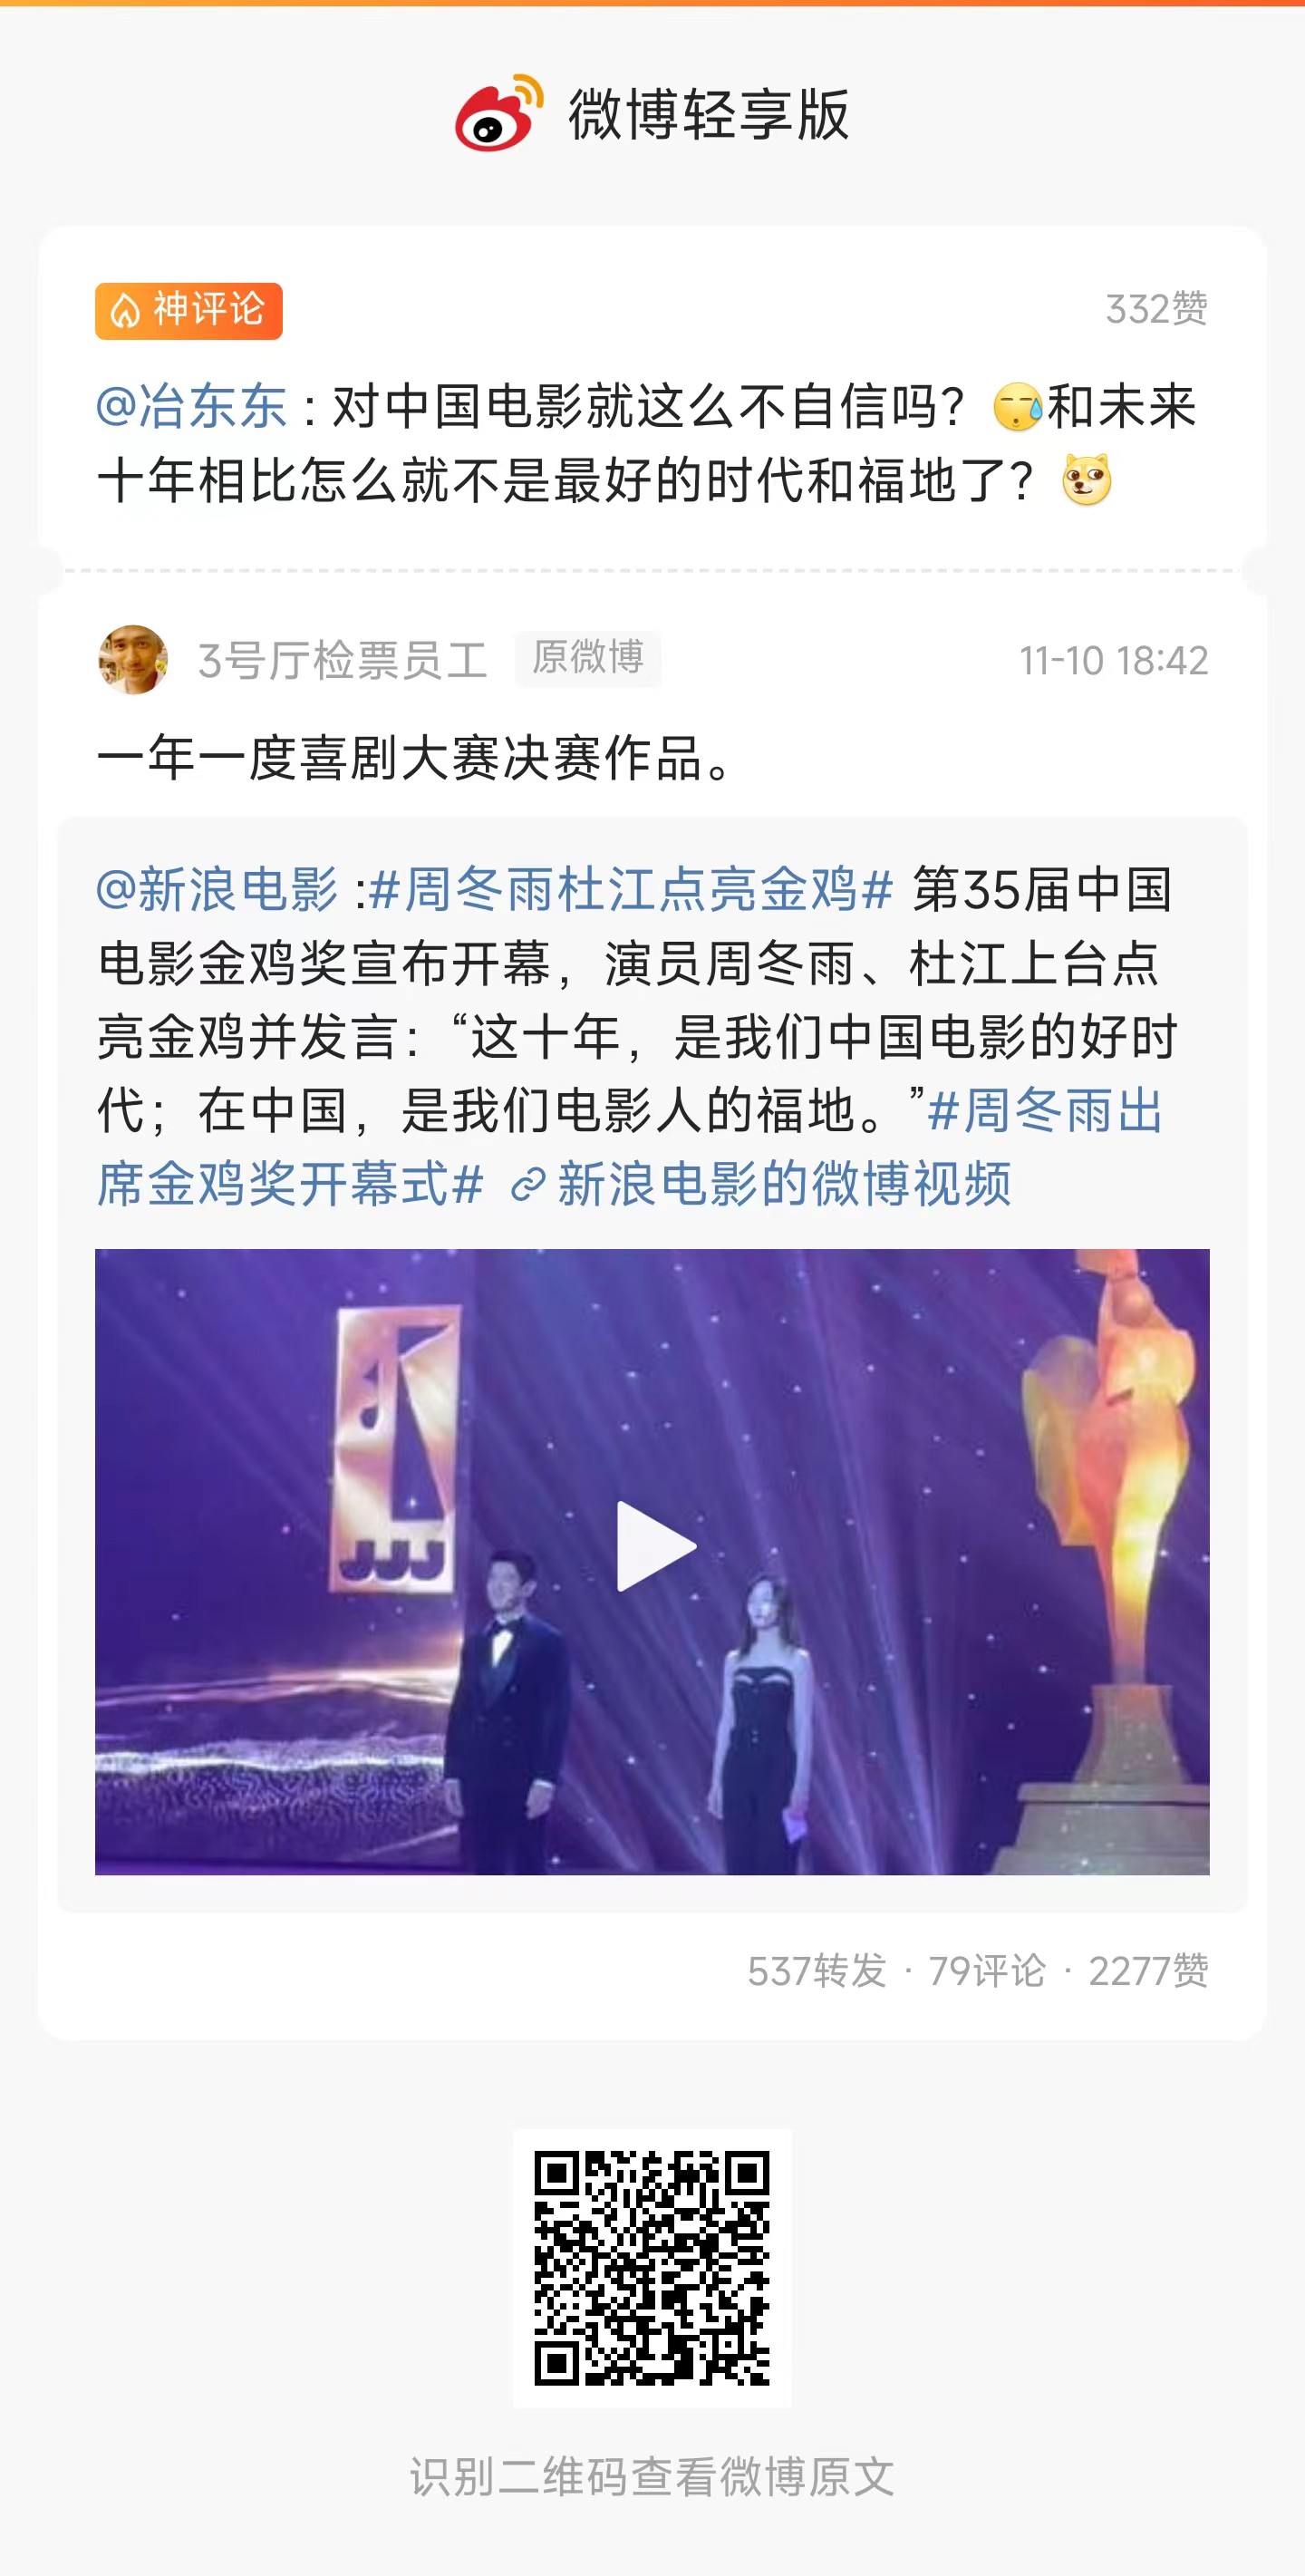 微博轻享版
神评论
332赞
@冶东东 : 对中国电影就这么不自信吗？😪和未来
十年相比怎么就不是最好的时代和福地了？
3号厅检票员工 原微博
11-10 18:42
一年一度喜剧大赛决赛作品。
@新浪电影 :#周冬雨杜江点亮金鸡# 第35届中国
电影金鸡奖宣布开幕，演员周冬雨、杜江上台点
亮金鸡并发言：“这十年，是我们中国电影的好时
代；在中国，是我们电影人的福地。”#周冬雨出
席金鸡奖开幕式# 新浪电影的微博视频
537转发 · 79评论 · 2277赞
识别二维码查看微博原文